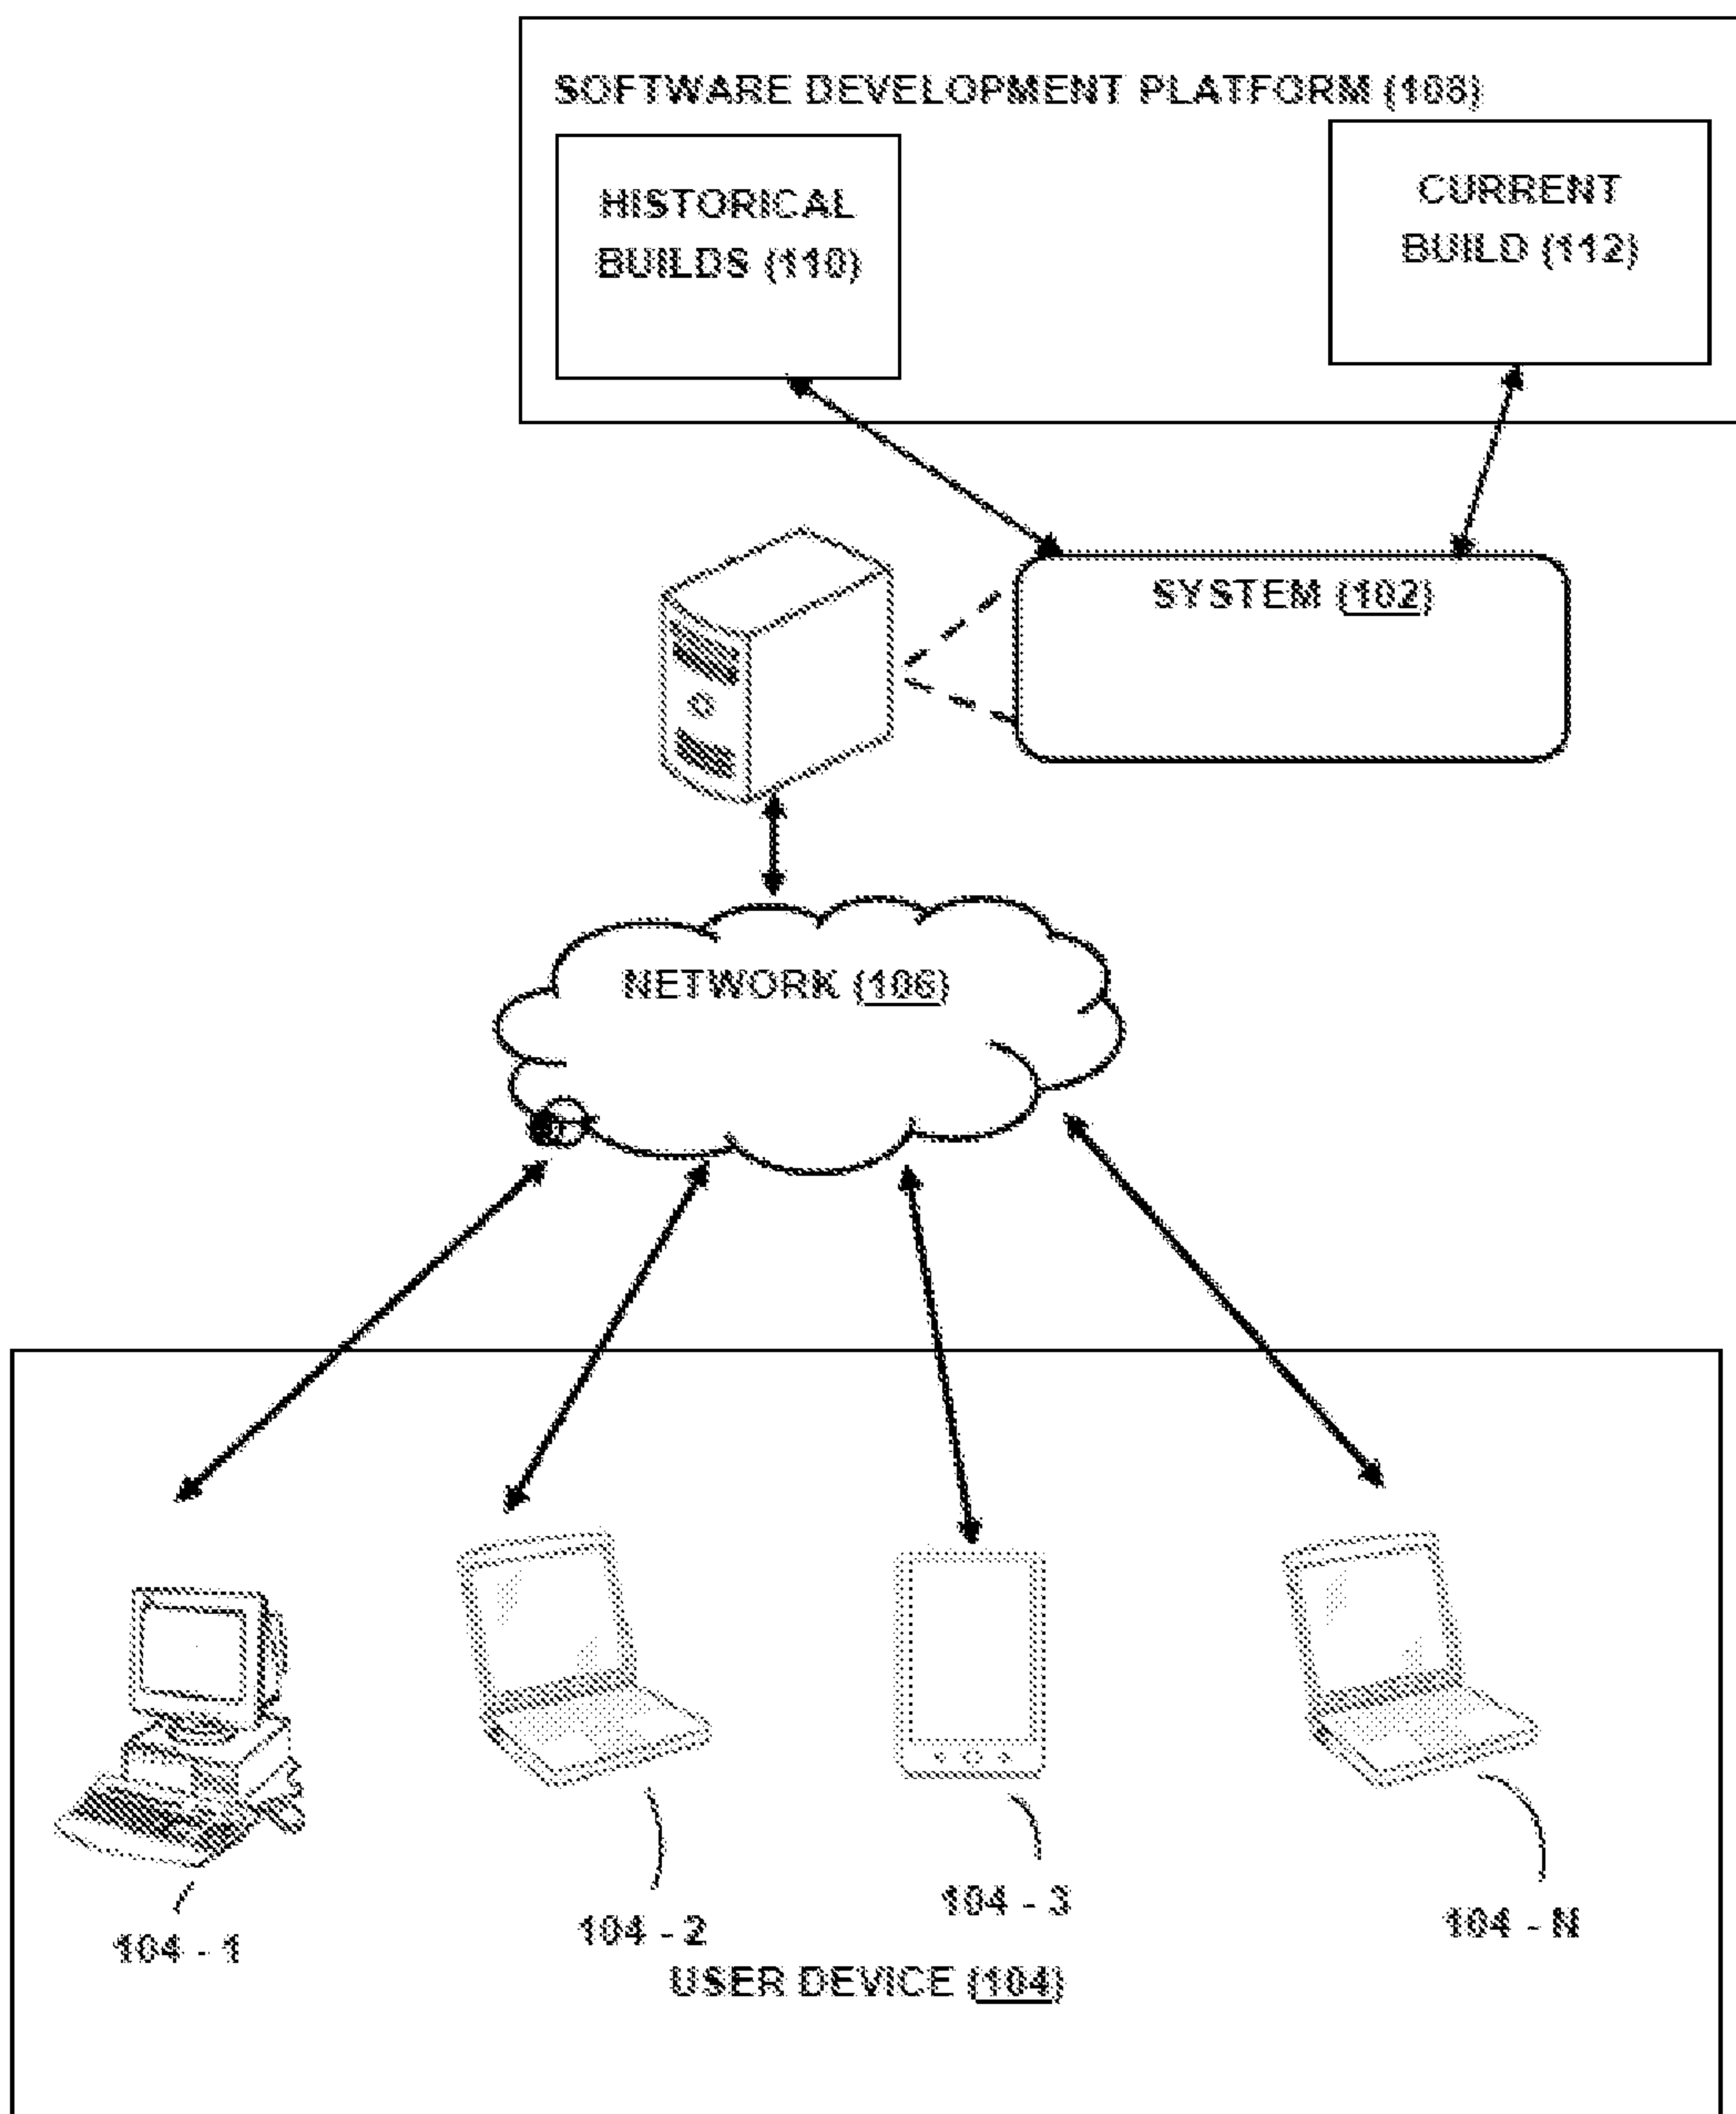 SOFTWARE DEVELOPMENT PLATFORM (108)
HISTORICAL
BUILDS (110)
CURRENT
BUILD (112)
SYSTEM (102)
NETWORK (106)
104 - 1
104 - 2
104 - 3
104 - N
USER DEVICE (104)